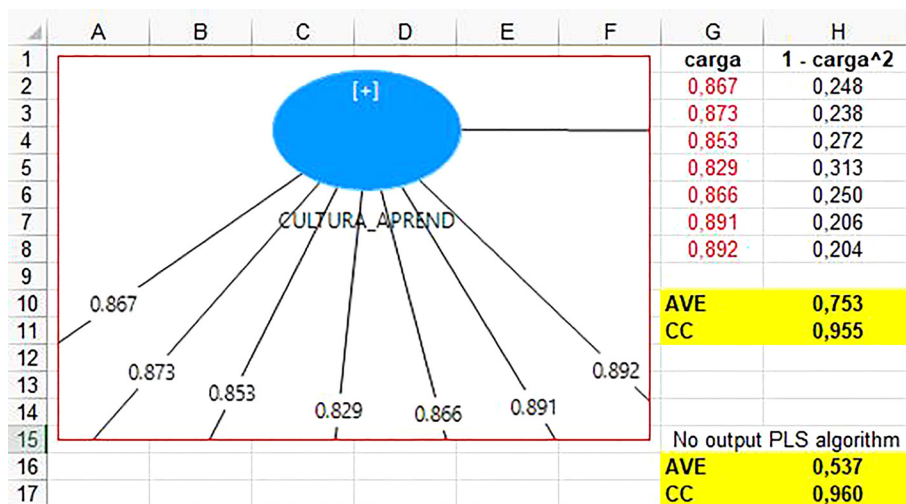 A B C D E F G H
1 carga 1 - carga^2
2 [+] 0,867 0,248
3 0,873 0,238
4 0,853 0,272
5 0,829 0,313
6 0,866 0,250
7 CULTURA_APREND 0,891 0,206
8 0,892 0,204
9
10 0.867 AVE 0,753
11 CC 0,955
12 0.892
13 0.873 0.853
14 0.829 0.866 0.891
15 No output PLS algorithm
16 AVE 0,537
17 CC 0,960